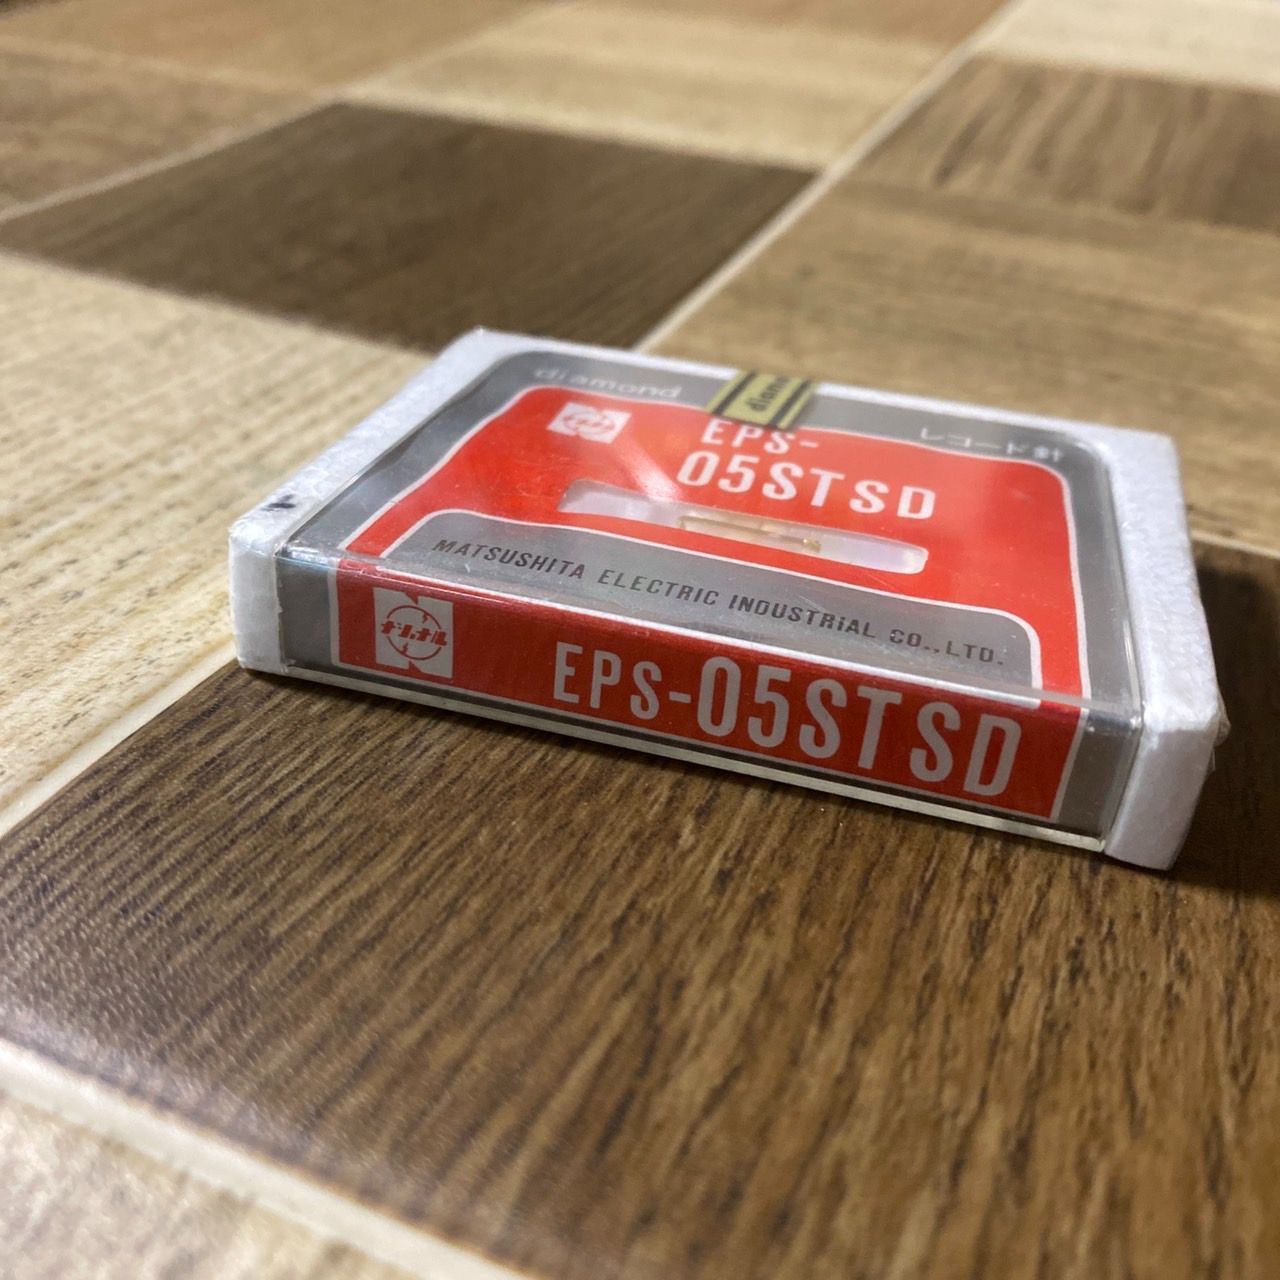 diamond
レコード針
EPS-
05STSD
MATSUSHITA ELECTRIC INDUSTRIAL CO.,LTD.
ナショナル
EPS-05STSD